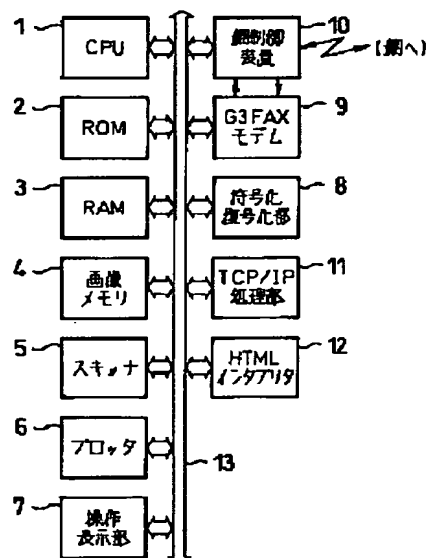 1
CPU
2
ROM
3
RAM
4
画像
メモリ
5
スキャナ
6
プロッタ
7
操作
表示部
10
網制御部
装置
(網へ)
9
G3 FAX
モデム
8
符号化
復号化部
11
TCP/IP
処理部
12
HTML
インタプリタ
13